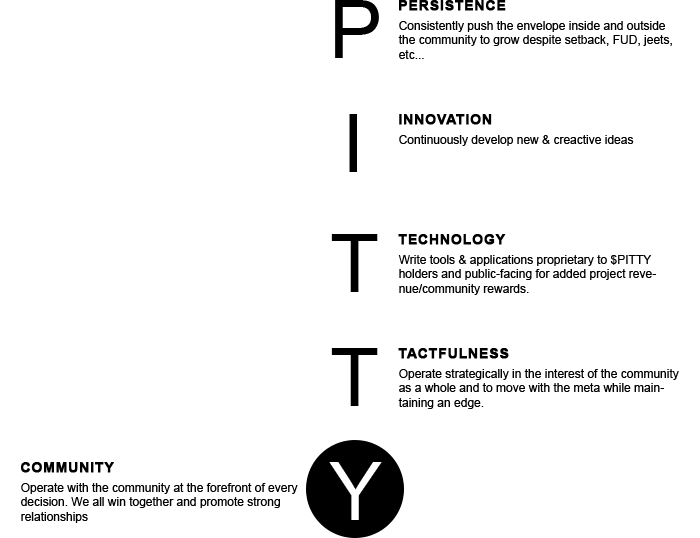 P
PERSISTENCE
Consistently push the envelope inside and outside
the community to grow despite setback, FUD, jeets,
etc...
I
INNOVATION
Continuously develop new & creactive ideas
T
TECHNOLOGY
Write tools & applications proprietary to $PITTY
holders and public-facing for added project reve-
nue/community rewards.
T
TACTFULNESS
Operate strategically in the interest of the community
as a whole and to move with the meta while main-
taining an edge.
COMMUNITY
Operate with the community at the forefront of every
decision. We all win together and promote strong
relationships
Y